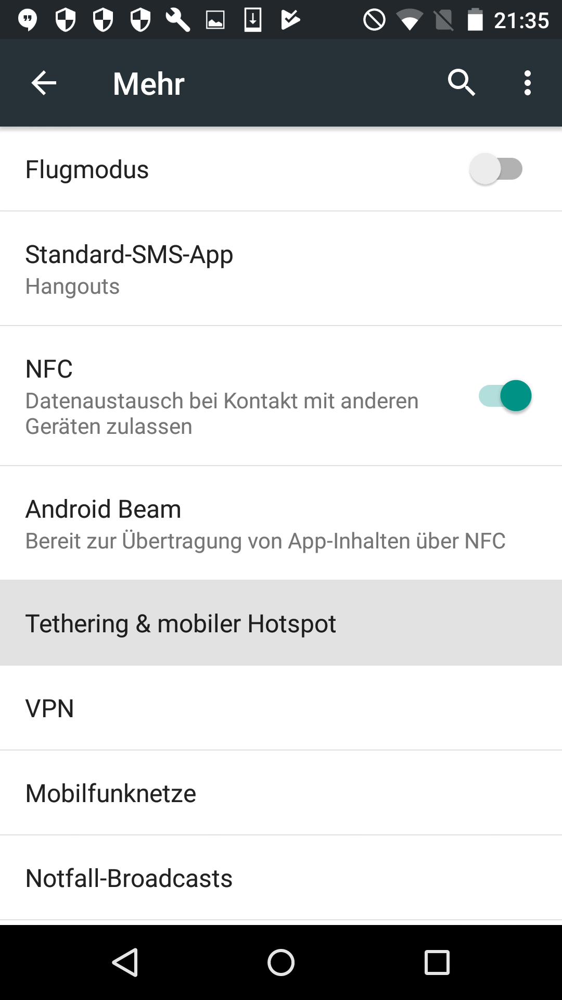 21:35
Mehr
Flugmodus
Standard-SMS-App
Hangouts
NFC
Datenaustausch bei Kontakt mit anderen
Geräten zulassen
Android Beam
Bereit zur Übertragung von App-Inhalten über NFC
Tethering & mobiler Hotspot
VPN
Mobilfunknetze
Notfall-Broadcasts